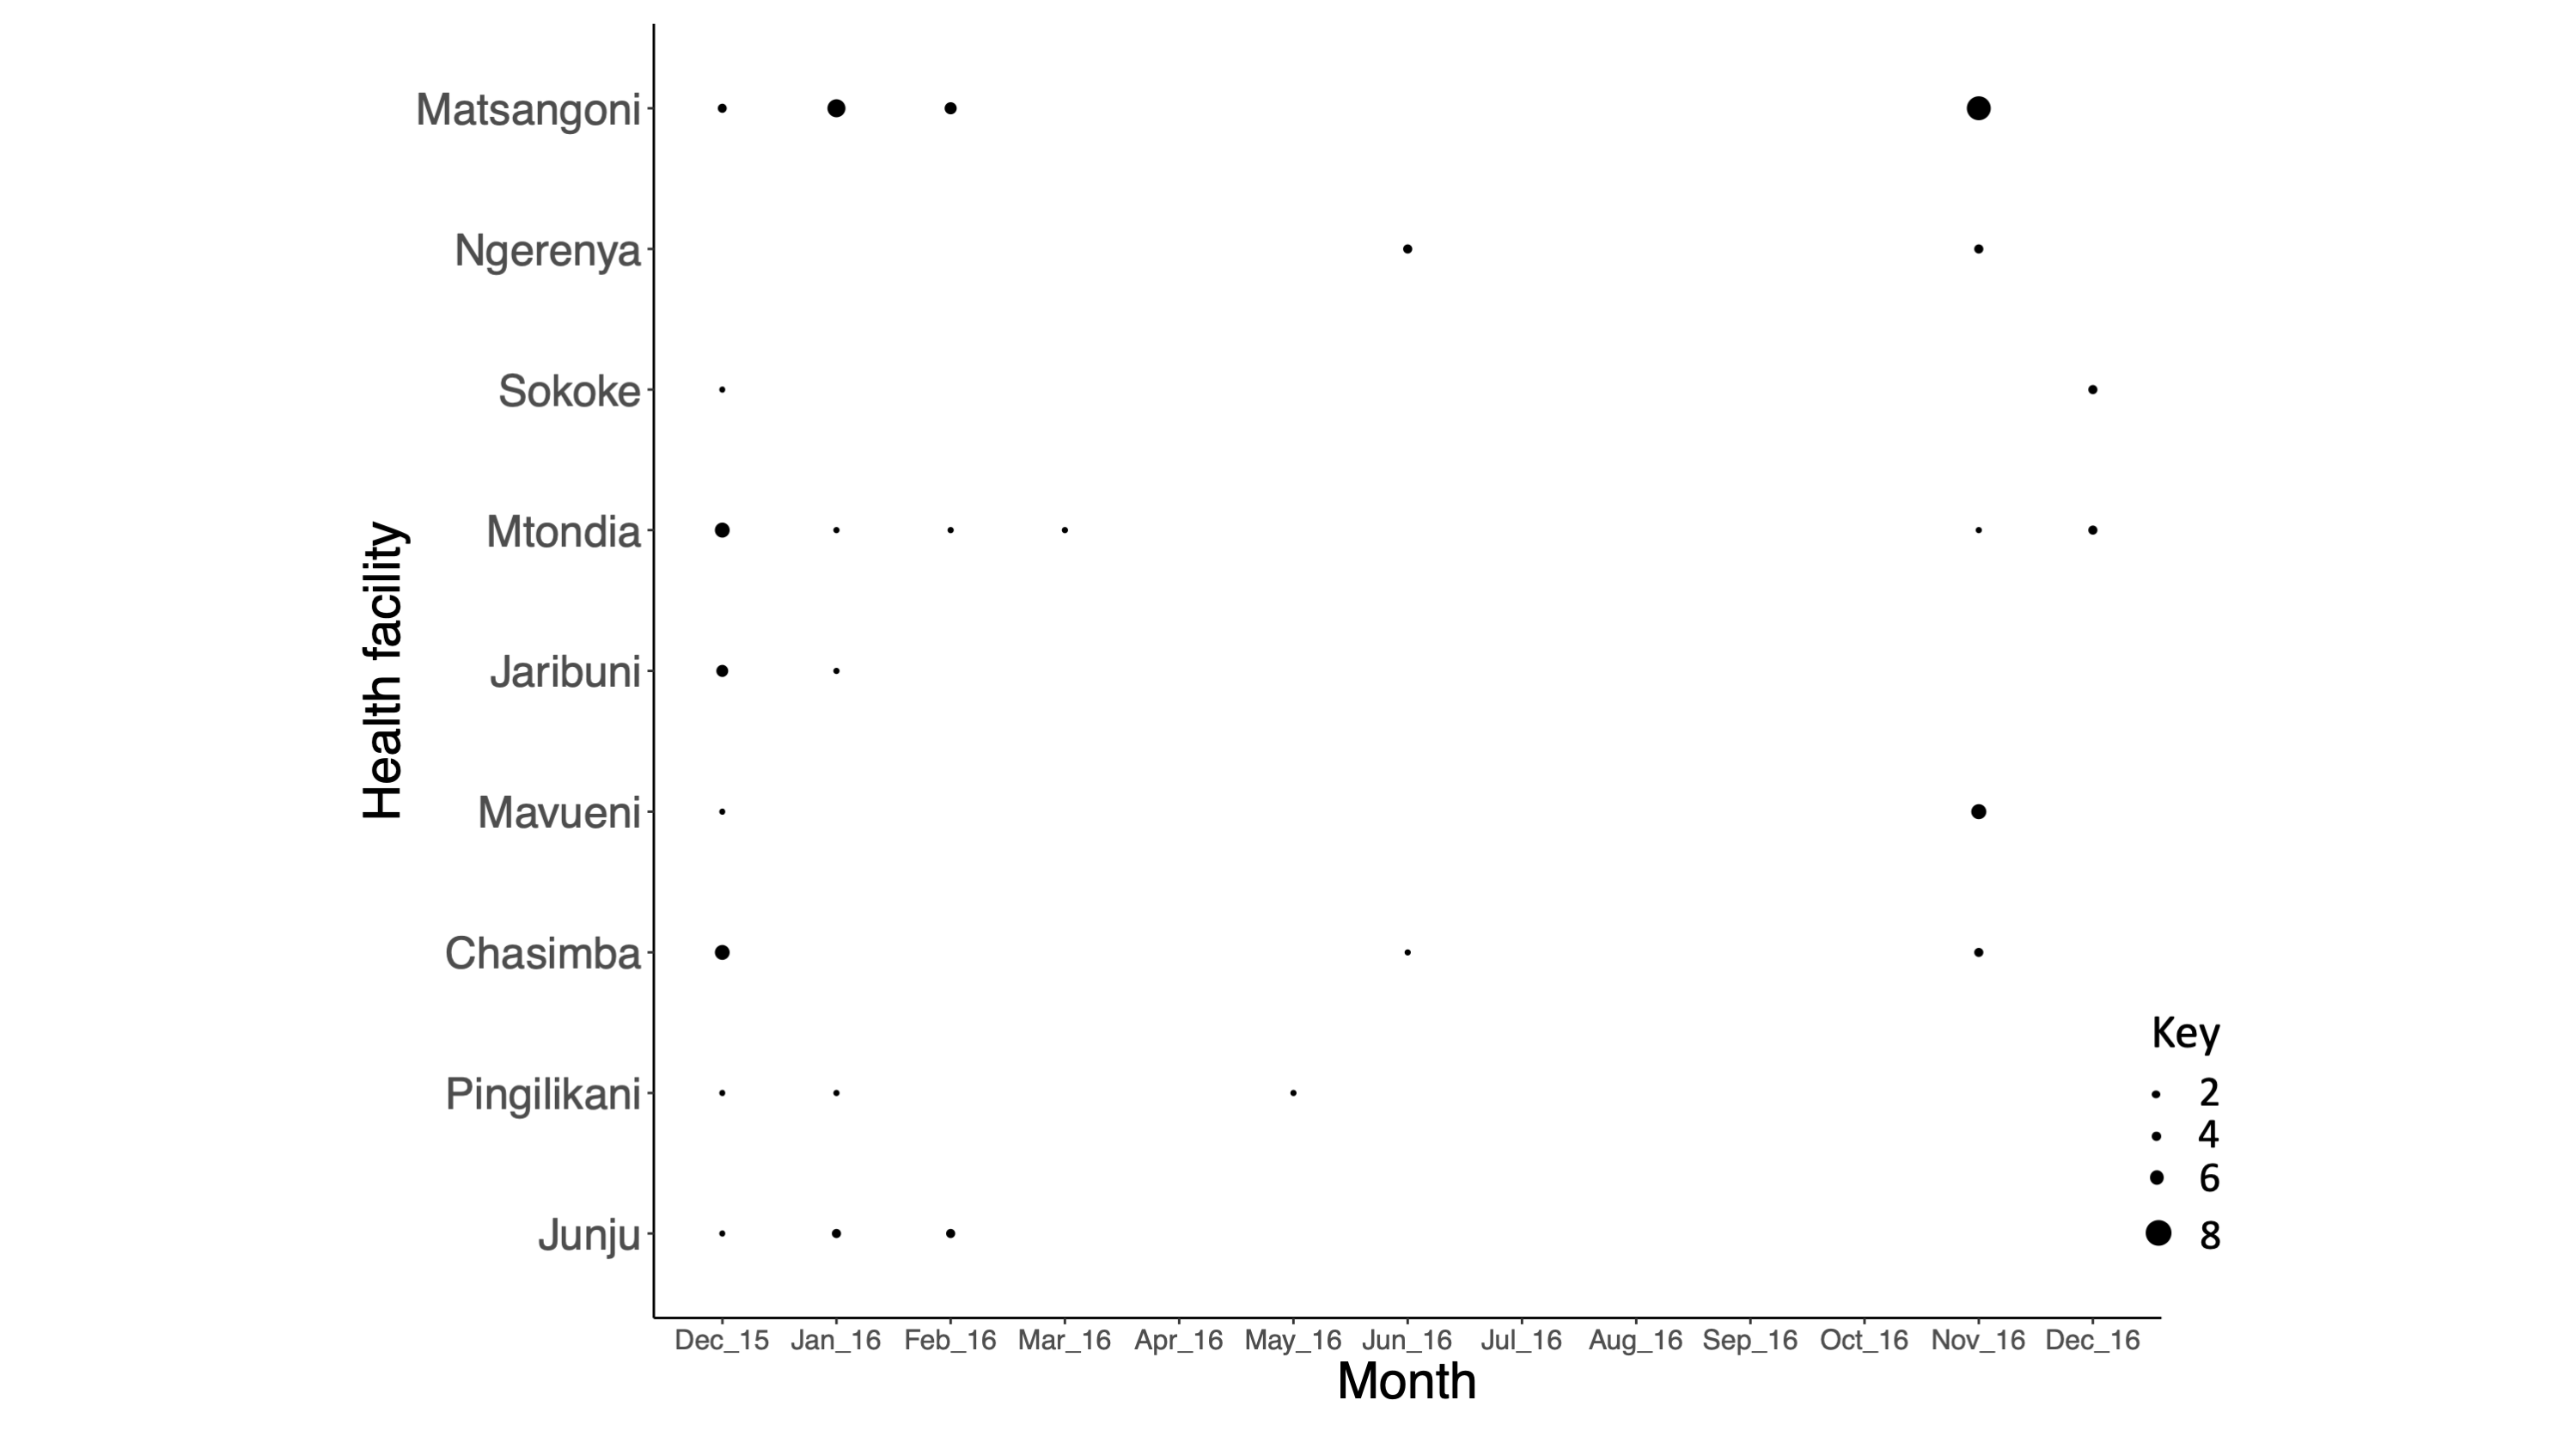 Matsangoni
Ngerenya
Sokoke
Mtondia
Jaribuni
Mavueni
Chasimba
Pingilikani
Junju
Health facility
Key
2
4
6
8
Dec_15 Jan_16 Feb_16 Mar_16 Apr_16 May_16 Jun_16 Jul_16 Aug_16 Sep_16 Oct_16 Nov_16 Dec_16
Month